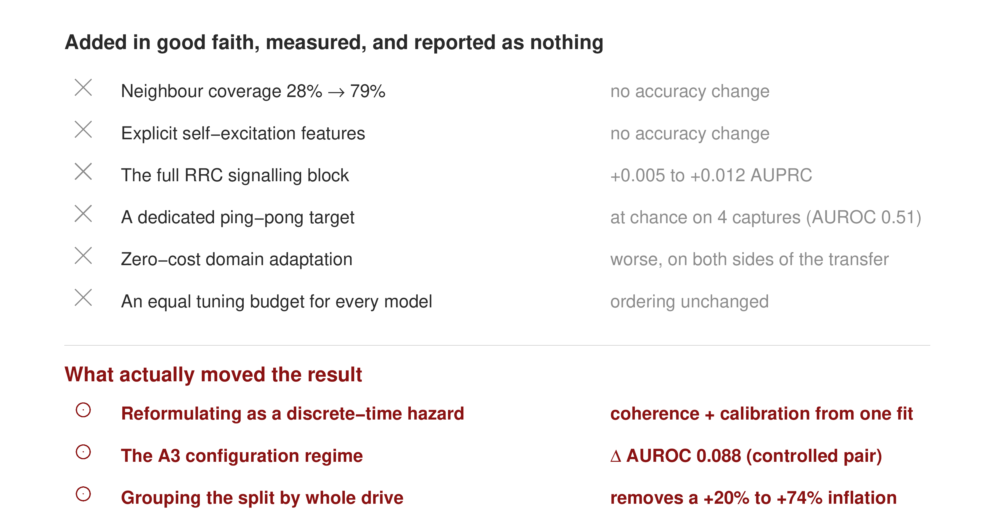 Added in good faith, measured, and reported as nothing
Neighbour coverage 28% → 79% no accuracy change
Explicit self−excitation features no accuracy change
The full RRC signalling block +0.005 to +0.012 AUPRC
A dedicated ping−pong target at chance on 4 captures (AUROC 0.51)
Zero−cost domain adaptation worse, on both sides of the transfer
An equal tuning budget for every model ordering unchanged
What actually moved the result
Reformulating as a discrete−time hazard coherence + calibration from one fit
The A3 configuration regime Δ AUROC 0.088 (controlled pair)
Grouping the split by whole drive removes a +20% to +74% inflation